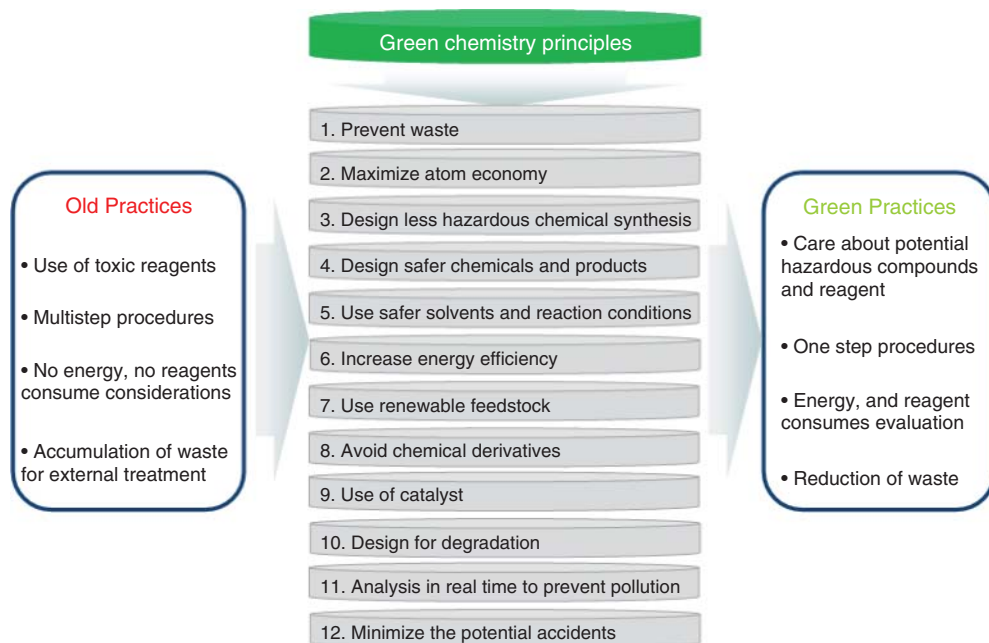 Green chemistry principles
1. Prevent waste
2. Maximize atom economy
3. Design less hazardous chemical synthesis
4. Design safer chemicals and products
5. Use safer solvents and reaction conditions
6. Increase energy efficiency
7. Use renewable feedstock
8. Avoid chemical derivatives
9. Use of catalyst
10. Design for degradation
11. Analysis in real time to prevent pollution
12. Minimize the potential accidents
Old Practices
• Use of toxic reagents
• Multistep procedures
• No energy, no reagents
consume considerations
• Accumulation of waste
for external treatment
Green Practices
• Care about potential
hazardous compounds
and reagent
• One step procedures
• Energy, and reagent
consumes evaluation
• Reduction of waste